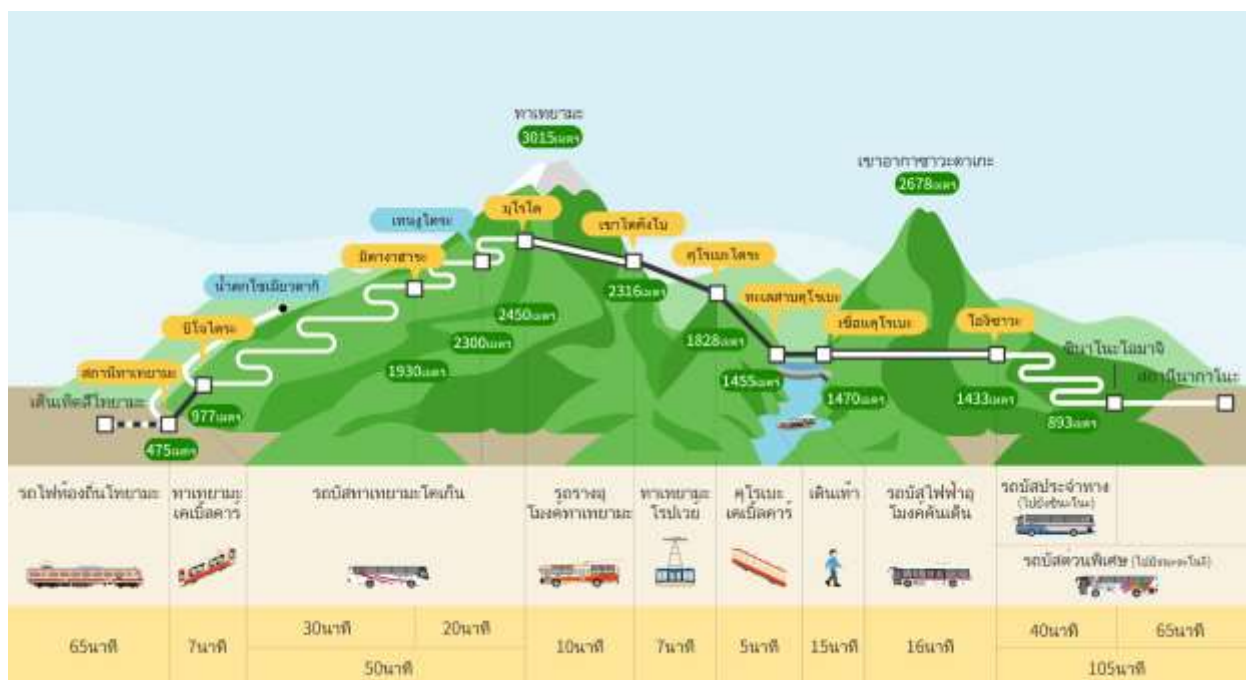 ทาเทยามะ
3015เมตร
เขาอากาซาวะดาเกะ
2678เมตร
เทนงูไดระ
มุโรโด
เขาไดคังโบ
มิดางาฮาระ
คุโรเบะไดระ
น้ำตกโชเมียวดากิ
ทะเลสาบคุโรเบะ
บิโจไดระ
เขื่อนคุโรเบะ
โองิซาวะ
2316เมตร
2450เมตร
2300เมตร
1828เมตร
1930เมตร
ชินาโนะโอมาจิ
สถานีทาเทยามะ
สถานีนากาโนะ
1455เมตร
1470เมตร
1433เมตร
เด็นเท็ตสึโทยามะ
977เมตร
893เมตร
475เมตร
รถไฟท้องถิ่นโทยามะ
ทาเทยามะ
เคเบิ้ลคาร์
รถบัสทาเทยามะโคเก็น
รถรางอุ
โมงค์ทาเทยามะ
ทาเทยามะ
โรปเวย์
คุโรเบะ
เคเบิ้ลคาร์
เดินเท้า
รถบัสไฟฟ้าอุ
โมงค์คันเด็น
รถบัสประจำทาง
รถบัสด่วนพิเศษ
65นาที
7นาที
30นาที
20นาที
50นาที
10นาที
7นาที
5นาที
15นาที
16นาที
40นาที
65นาที
105นาที